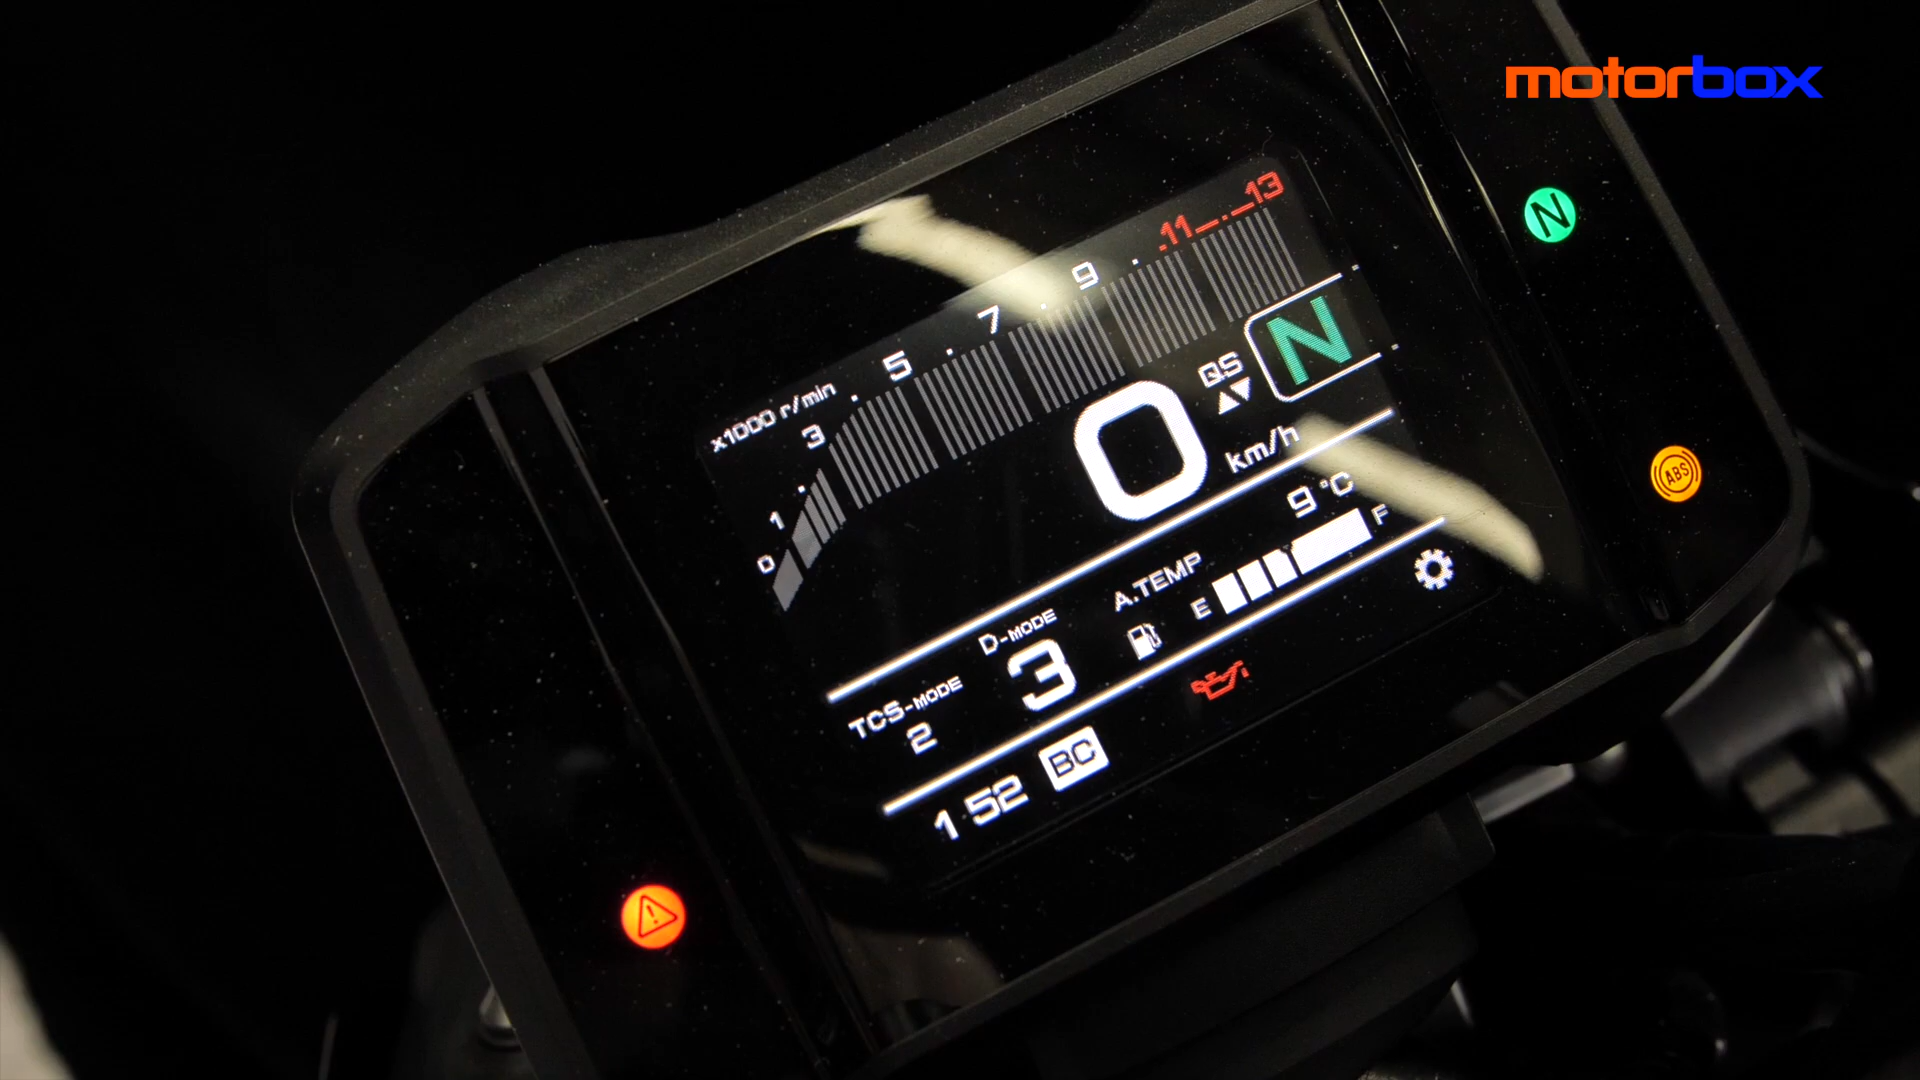 motorbox
x1000 r/min
0 1 3 5 7 9 11 13
QS N
0 km/h
N
ABS
9 °C
A.TEMP
E F
D-MODE
3
TCS-MODE
2
1 52 BC